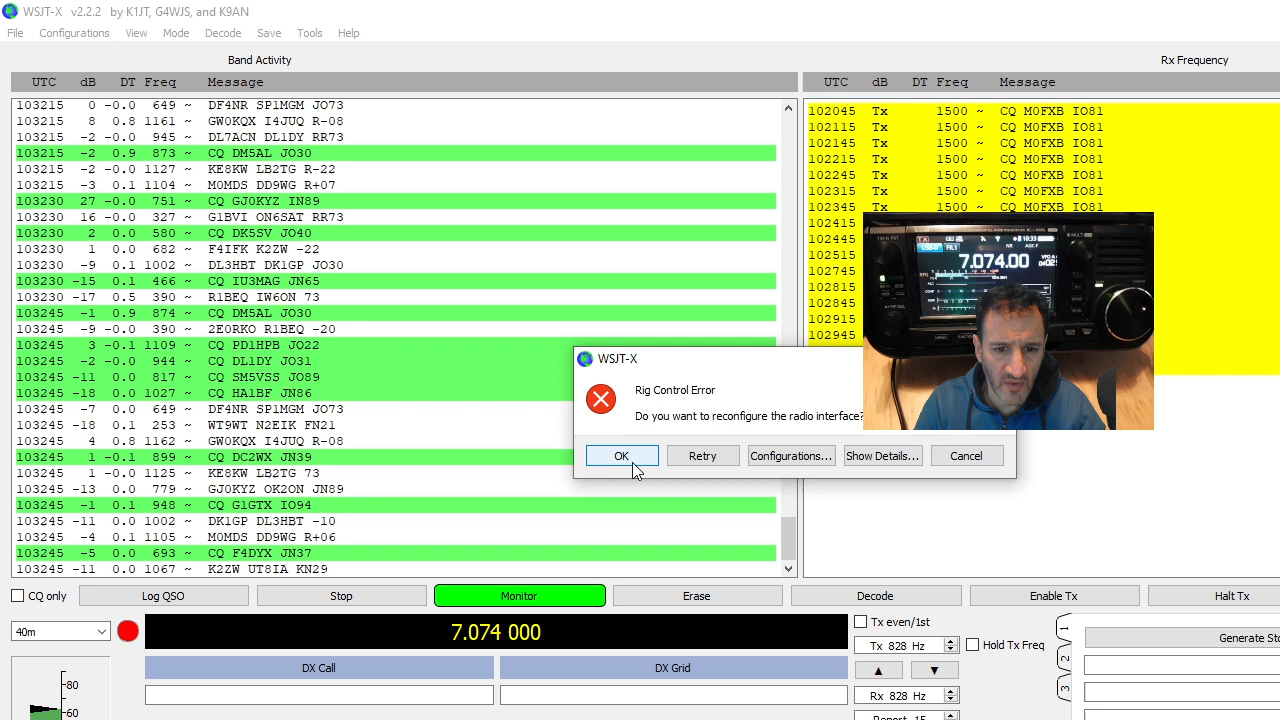 WSJT-X v2.2.2 by K1JT, G4WJS, and K9AN
File Configurations View Mode Decode Save Tools Help
Band Activity
UTC dB DT Freq Message
103215 0 -0.0 649 ~ DF4NR SP1MGM JO73
103215 8 0.8 1161 ~ GW0KQX I4JUQ R-08
103215 -2 -0.0 945 ~ DL7ACN DL1DY RR73
103215 -2 0.9 873 ~ CQ DM5AL JO30
103215 -2 -0.0 1127 ~ KE8KW LB2TG R-22
103215 -3 0.1 1104 ~ M0MDS DD9WG R+07
103230 27 -0.0 751 ~ CQ GJ0KYZ IN89
103230 16 -0.0 327 ~ G1BVI ON6SAT RR73
103230 2 0.0 580 ~ CQ DK5SV JO40
103230 1 0.0 682 ~ F4IFK K2ZW -22
103230 -9 0.1 1002 ~ DL3HBT DK1GP JO30
103230 -15 0.1 466 ~ CQ IU3MAG JN65
103230 -17 0.5 390 ~ R1BEQ IW6ON 73
103245 -1 0.9 874 ~ CQ DM5AL JO30
103245 -9 -0.0 390 ~ 2E0RKO R1BEQ -20
103245 3 -0.1 1109 ~ CQ PD1HPB JO22
103245 -2 -0.0 944 ~ CQ DL1DY JO31
103245 -11 0.0 817 ~ CQ SM5VSS JO89
103245 -18 0.0 1027 ~ CQ HA1BF JN86
103245 -7 0.0 649 ~ DF4NR SP1MGM JO73
103245 -18 0.1 253 ~ WT9WT N2EIK FN21
103245 4 0.8 1162 ~ GW0KQX I4JUQ R-08
103245 1 -0.1 899 ~ CQ DC2WX JN39
103245 1 -0.0 1125 ~ KE8KW LB2TG 73
103245 -13 0.0 779 ~ GJ0KYZ OK2ON JN89
103245 -1 0.1 948 ~ CQ G1GTX IO94
103245 -11 0.0 1002 ~ DK1GP DL3HBT -10
103245 -4 0.1 1105 ~ M0MDS DD9WG R+06
103245 -5 0.0 693 ~ CQ F4DYX JN37
103245 -11 0.0 1067 ~ K2ZW UT8IA KN29
Rx Frequency
UTC dB DT Freq Message
102045 Tx 1500 ~ CQ M0FXB IO81
102115 Tx 1500 ~ CQ M0FXB IO81
102145 Tx 1500 ~ CQ M0FXB IO81
102215 Tx 1500 ~ CQ M0FXB IO81
102245 Tx 1500 ~ CQ M0FXB IO81
102315 Tx 1500 ~ CQ M0FXB IO81
102345 Tx 1500 ~ CQ M0FXB IO81
102415
102445
102515
102745
102815
102845
102915
102945
TX
FIL1
10:33
7.074.00
WSJT-X
Rig Control Error
Do you want to reconfigure the radio interface?
OK Retry Configurations... Show Details... Cancel
CQ only Log QSO Stop Monitor Erase Decode Enable Tx Halt Tx
40m 7.074 000
Tx even/1st
Tx 828 Hz Hold Tx Freq
DX Call DX Grid
Rx 828 Hz
Report -15
-80
-60
1
2
3